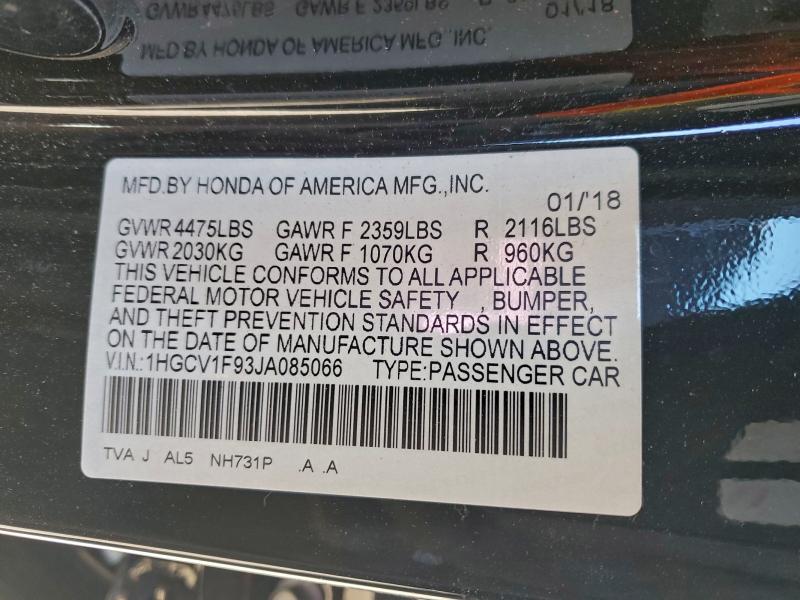 MFD.BY HONDA OF AMERICA MFG.,INC.
01/'18
GVWR 4475LBS GAWR F 2359LBS R 2116LBS
GVWR 2030KG GAWR F 1070KG R 960KG
THIS VEHICLE CONFORMS TO ALL APPLICABLE
FEDERAL MOTOR VEHICLE SAFETY , BUMPER,
AND THEFT PREVENTION STANDARDS IN EFFECT
ON THE DATE OF MANUFACTURE SHOWN ABOVE.
V.I.N.:1HGCV1F93JA085066 TYPE:PASSENGER CAR
TVA J AL5 NH731P .A .A